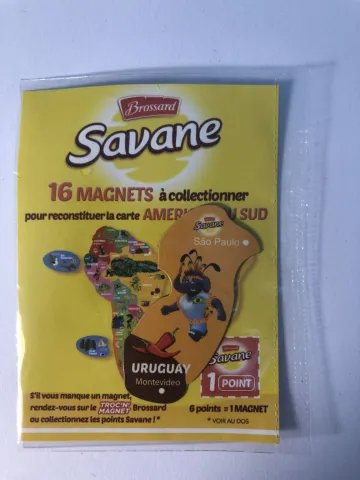 Brossard
Savane
16 MAGNETS à collectionner
pour reconstituer la carte AMERI U SUD
Savane
São Paulo
URUGUAY
Montevideo
Brossard
Savane
1 POINT
S'il vous manque un magnet,
rendez-vous sur le TROC'N' MAGNET Brossard
ou collectionnez les points Savane ! *
6 points = 1 MAGNET
* VOIR AU DOS